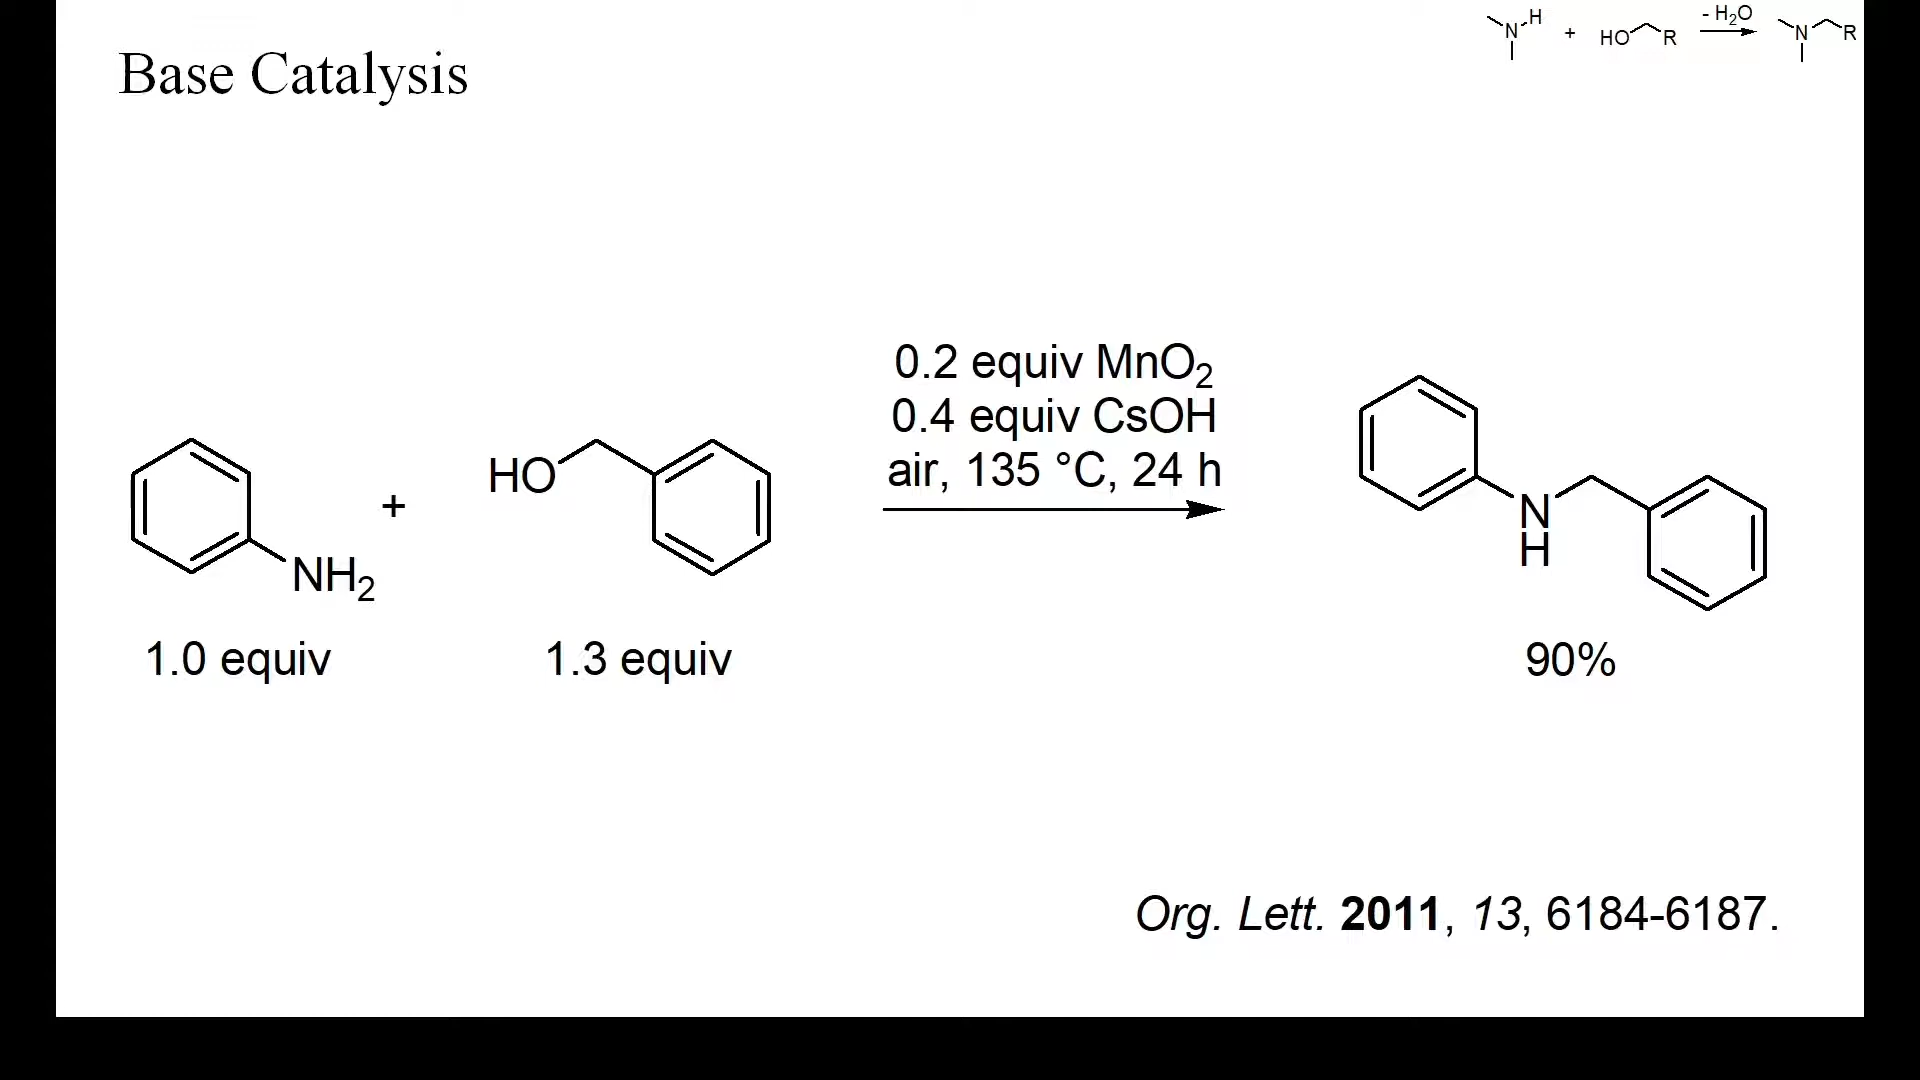 Base Catalysis
N H + HO R - H₂O N R
0.2 equiv MnO₂
0.4 equiv CsOH
air, 135 °C, 24 h
NH₂ + HO
N
H
1.0 equiv
1.3 equiv
90%
Org. Lett. 2011, 13, 6184-6187.